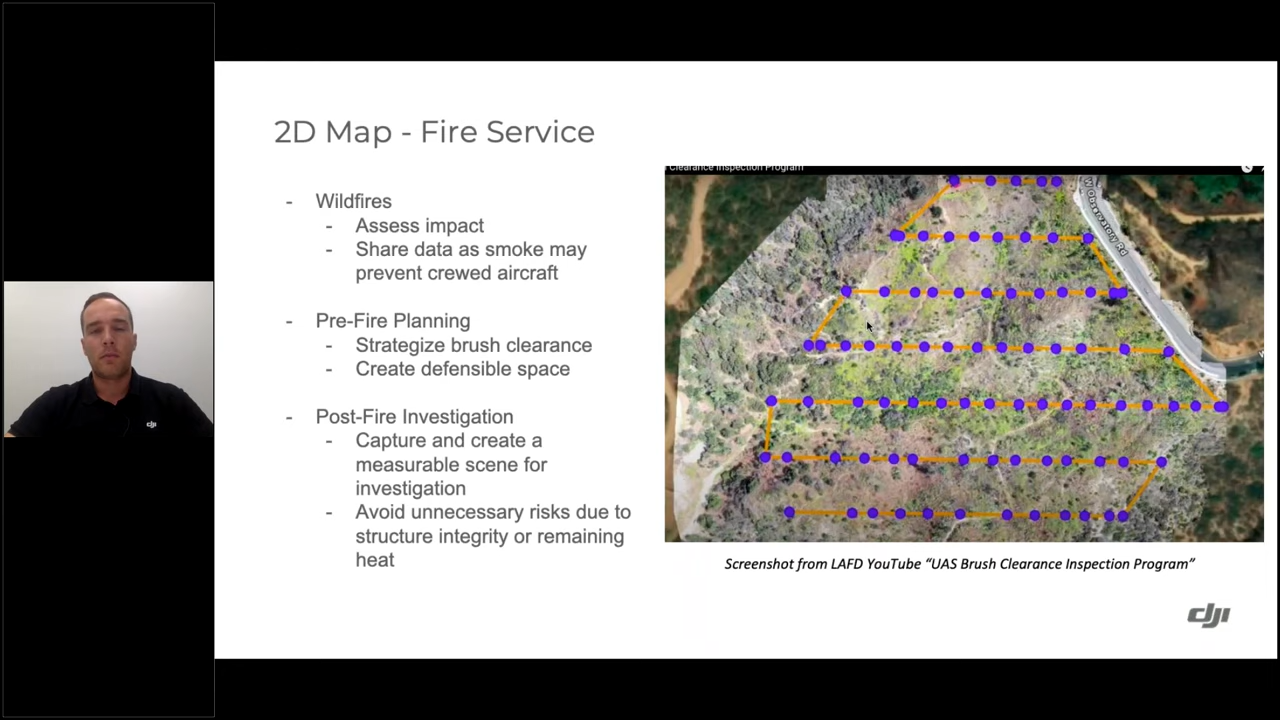 2D Map - Fire Service
- Wildfires
- Assess impact
- Share data as smoke may
prevent crewed aircraft
- Pre-Fire Planning
- Strategize brush clearance
- Create defensible space
- Post-Fire Investigation
- Capture and create a
measurable scene for
investigation
- Avoid unnecessary risks due to
structure integrity or remaining
heat
Clearance Inspection Program
W Observatory Rd
Screenshot from LAFD YouTube “UAS Brush Clearance Inspection Program”
dji
dji